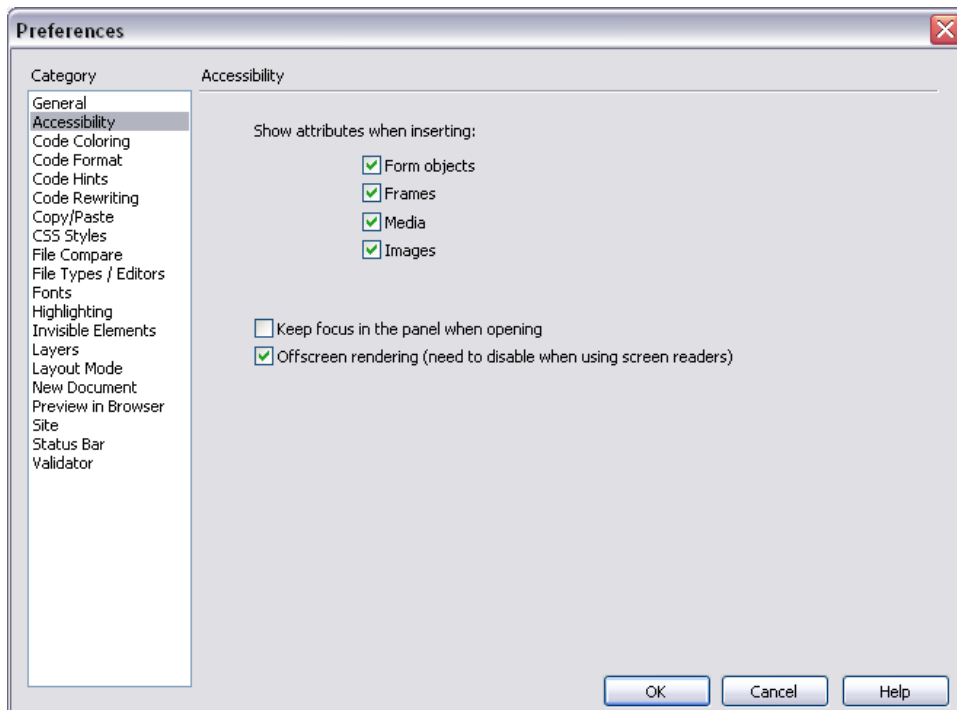 Preferences
Category
Accessibility
General
Accessibility
Code Coloring
Code Format
Code Hints
Code Rewriting
Copy/Paste
CSS Styles
File Compare
File Types / Editors
Fonts
Highlighting
Invisible Elements
Layers
Layout Mode
New Document
Preview in Browser
Site
Status Bar
Validator
Show attributes when inserting:
Form objects
Frames
Media
Images
Keep focus in the panel when opening
Offscreen rendering (need to disable when using screen readers)
OK
Cancel
Help